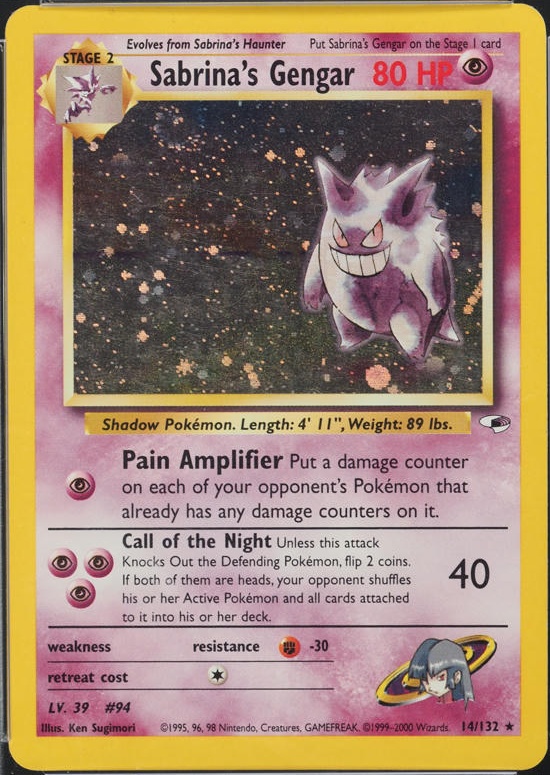 Evolves from Sabrina's Haunter Put Sabrina's Gengar on the Stage 1 card
STAGE 2
Sabrina's Gengar 80 HP
Shadow Pokémon. Length: 4' 11", Weight: 89 lbs.
Pain Amplifier Put a damage counter
on each of your opponent's Pokémon that
already has any damage counters on it.
Call of the Night Unless this attack
Knocks Out the Defending Pokémon, flip 2 coins.
If both of them are heads, your opponent shuffles
his or her Active Pokémon and all cards attached
to it into his or her deck.
40
weakness resistance -30
retreat cost
LV. 39 #94
Illus. Ken Sugimori ©1995, 96, 98 Nintendo, Creatures, GAMEFREAK. ©1999–2000 Wizards. 14/132 ★